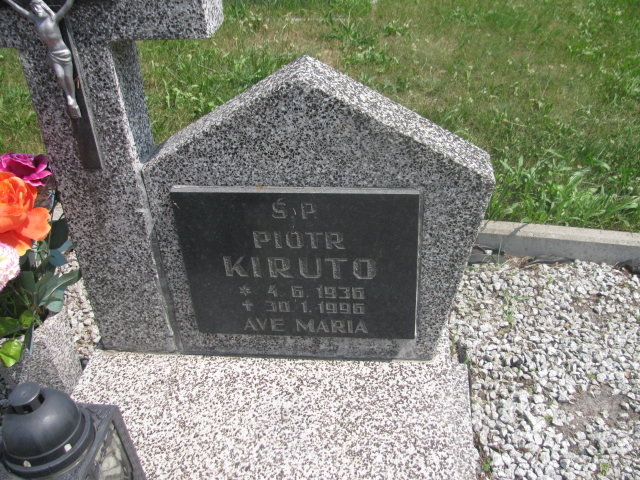 Ś.P.
PIOTR
KIRUTO
* 4.6.1936
+ 30.1.1996
AVE MARIA